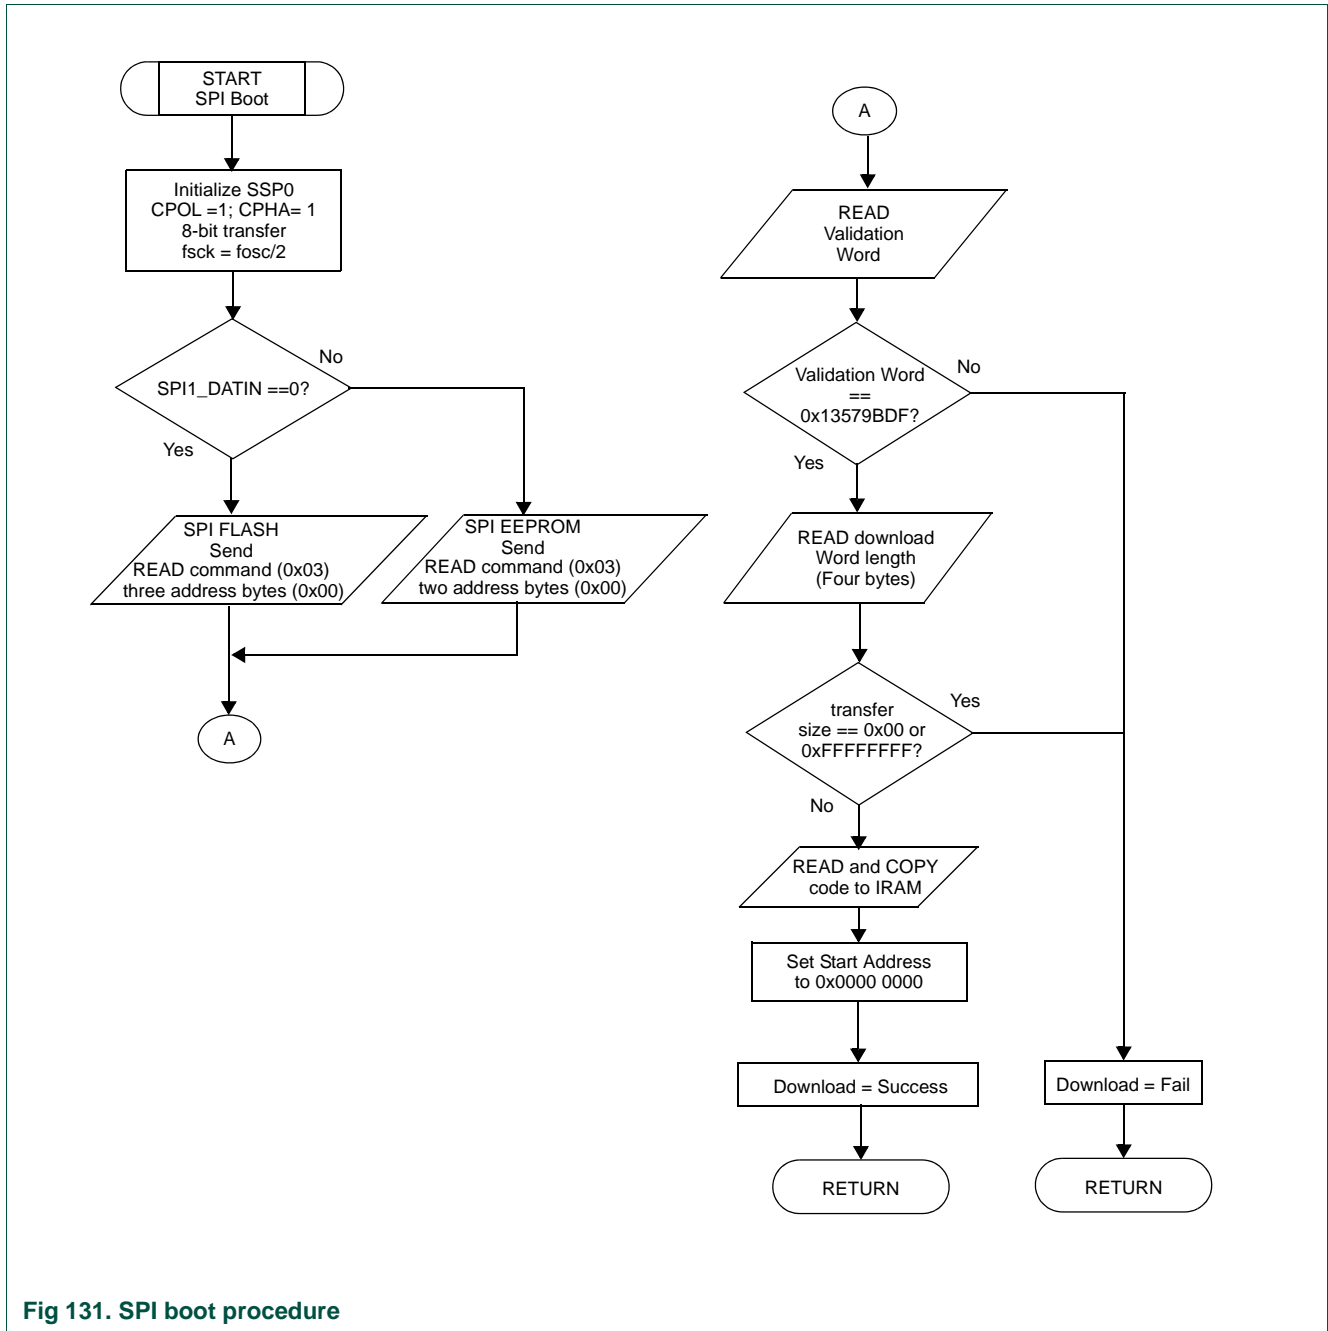 START
SPI Boot
Initialize SSP0
CPOL =1; CPHA= 1
8-bit transfer
fsck = fosc/2
SPI1_DATIN ==0?
No
Yes
SPI FLASH
Send
READ command (0x03)
three address bytes (0x00)
SPI EEPROM
Send
READ command (0x03)
two address bytes (0x00)
A
A
READ
Validation
Word
Validation Word
==
0x13579BDF?
No
Yes
READ download
Word length
(Four bytes)
transfer
size == 0x00 or
0xFFFFFFFF?
Yes
No
READ and COPY
code to IRAM
Set Start Address
to 0x0000 0000
Download = Success
Download = Fail
RETURN
RETURN
Fig 131. SPI boot procedure